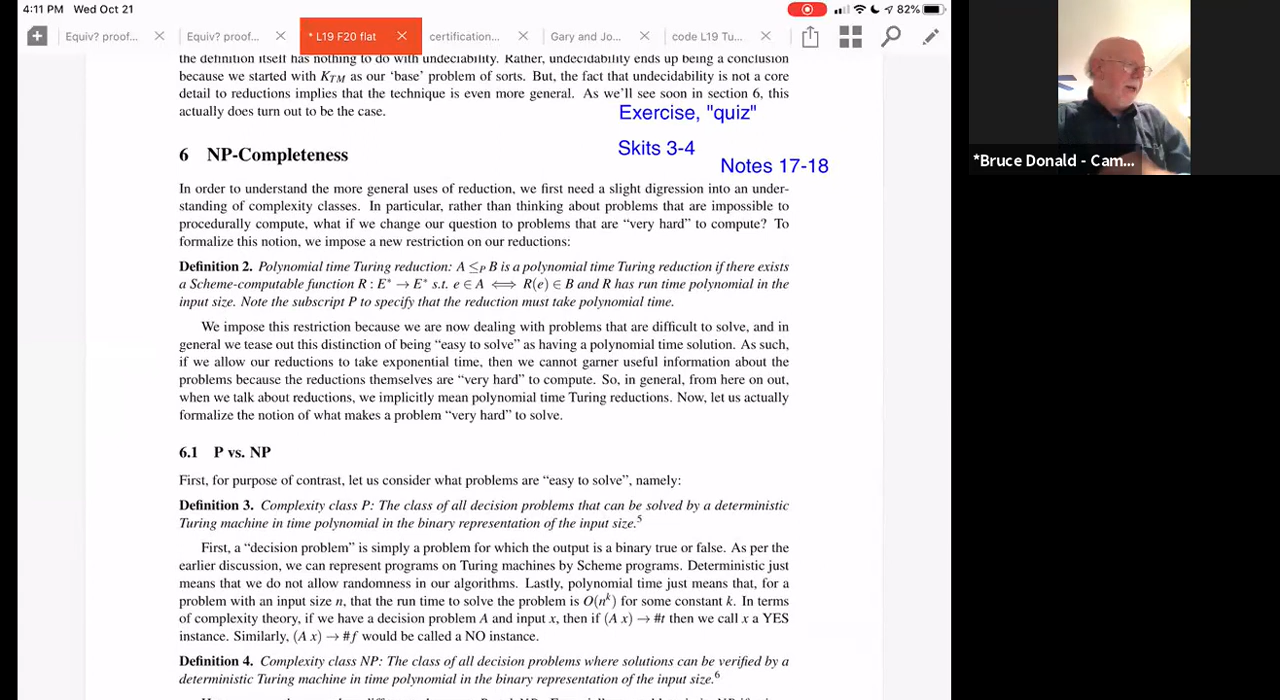 4:11 PM Wed Oct 21
82%
Equiv? proof...
Equiv? proof...
* L19 F20 flat
certification...
Gary and Jo...
code L19 Tu...
the definition itself has nothing to do with undeciability. Rather, undecidability ends up being a conclusion
because we started with K_TM as our 'base' problem of sorts. But, the fact that undecidability is not a core
detail to reductions implies that the technique is even more general. As we'll see soon in section 6, this
actually does turn out to be the case.
Exercise, "quiz"
Skits 3-4
Notes 17-18
6 NP-Completeness
In order to understand the more general uses of reduction, we first need a slight digression into an under-
standing of complexity classes. In particular, rather than thinking about problems that are impossible to
procedurally compute, what if we change our question to problems that are "very hard" to compute? To
formalize this notion, we impose a new restriction on our reductions:
Definition 2. Polynomial time Turing reduction: A ≤_P B is a polynomial time Turing reduction if there exists
a Scheme-computable function R : E* → E* s.t. e ∈ A ⟺ R(e) ∈ B and R has run time polynomial in the
input size. Note the subscript P to specify that the reduction must take polynomial time.
We impose this restriction because we are now dealing with problems that are difficult to solve, and in
general we tease out this distinction of being "easy to solve" as having a polynomial time solution. As such,
if we allow our reductions to take exponential time, then we cannot garner useful information about the
problems because the reductions themselves are "very hard" to compute. So, in general, from here on out,
when we talk about reductions, we implicitly mean polynomial time Turing reductions. Now, let us actually
formalize the notion of what makes a problem "very hard" to solve.
6.1 P vs. NP
First, for purpose of contrast, let us consider what problems are "easy to solve", namely:
Definition 3. Complexity class P: The class of all decision problems that can be solved by a deterministic
Turing machine in time polynomial in the binary representation of the input size.⁵
First, a "decision problem" is simply a problem for which the output is a binary true or false. As per the
earlier discussion, we can represent programs on Turing machines by Scheme programs. Deterministic just
means that we do not allow randomness in our algorithms. Lastly, polynomial time just means that, for a
problem with an input size n, that the run time to solve the problem is O(nᵏ) for some constant k. In terms
of complexity theory, if we have a decision problem A and input x, then if (A x) → #t then we call x a YES
instance. Similarly, (A x) → #f would be called a NO instance.
Definition 4. Complexity class NP: The class of all decision problems where solutions can be verified by a
deterministic Turing machine in time polynomial in the binary representation of the input size.⁶
*Bruce Donald - Cam...